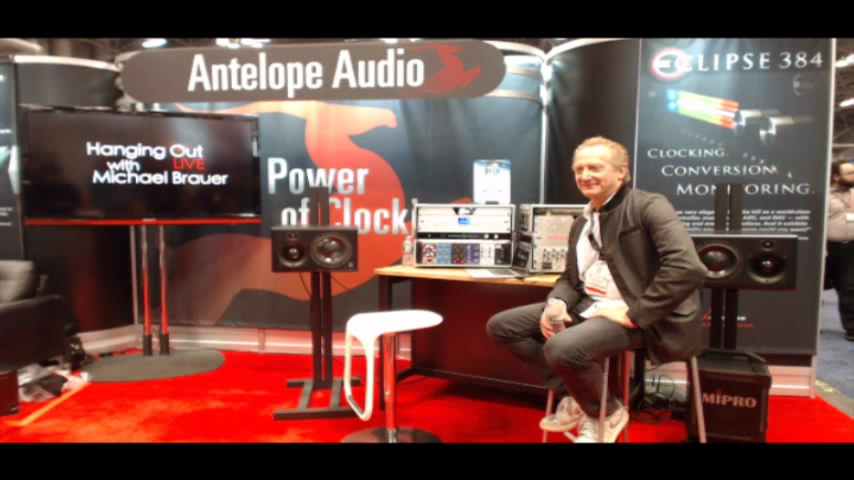 Antelope Audio
ECLIPSE 384
Hanging Out
with LIVE
Michael Brauer
Power
of Clock
CLOCKING.
CONVERSION
MONITORING.
MIPRO